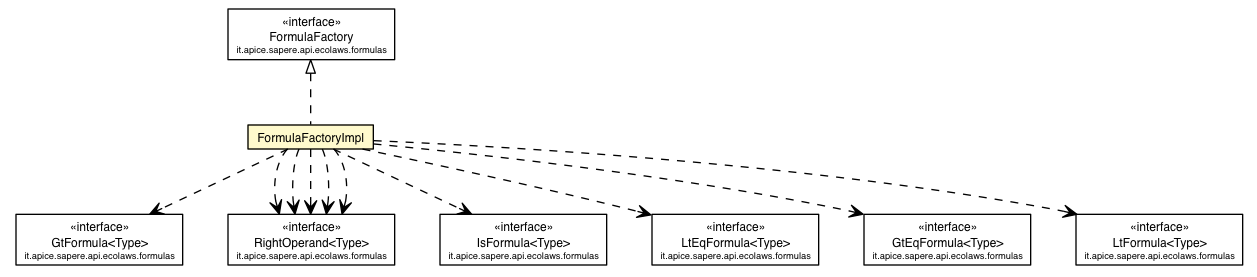 «interface»
FormulaFactory
it.apice.sapere.api.ecolaws.formulas
FormulaFactoryImpl
«interface»
GtFormula<Type>
it.apice.sapere.api.ecolaws.formulas
«interface»
RightOperand<Type>
it.apice.sapere.api.ecolaws.formulas
«interface»
IsFormula<Type>
it.apice.sapere.api.ecolaws.formulas
«interface»
LtEqFormula<Type>
it.apice.sapere.api.ecolaws.formulas
«interface»
GtEqFormula<Type>
it.apice.sapere.api.ecolaws.formulas
«interface»
LtFormula<Type>
it.apice.sapere.api.ecolaws.formulas